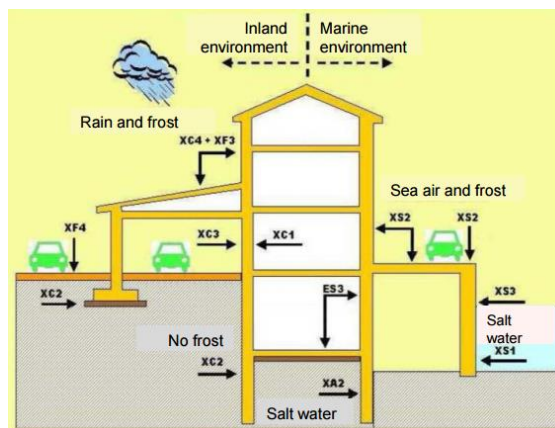 Inland environment
Marine environment
Rain and frost
XC4 + XF3
Sea air and frost
XS2
XS2
XF4
XC3
XC1
XC2
ES3
XS3
Salt water
No frost
XS1
XC2
XA2
Salt water